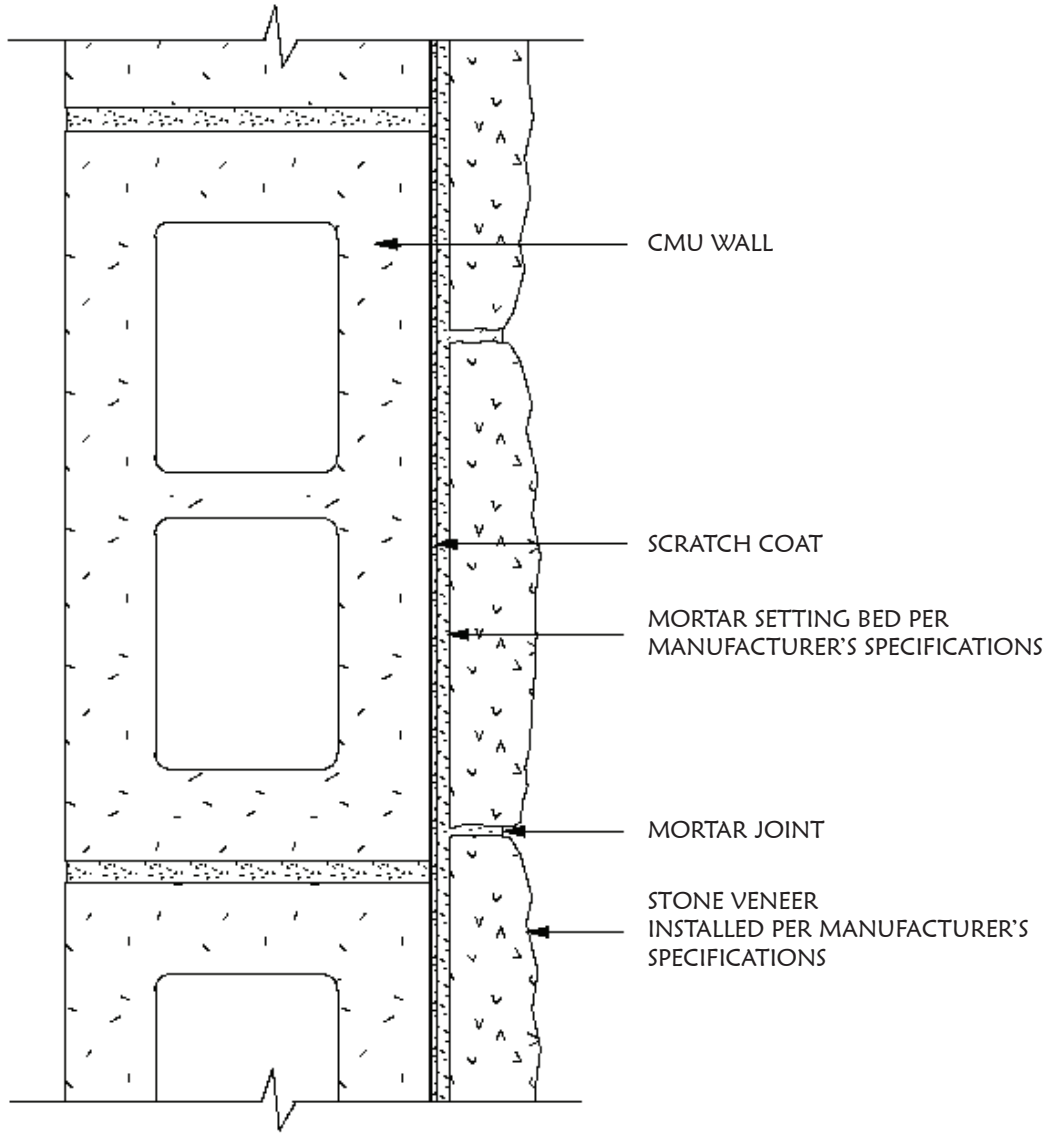 CMU WALL
SCRATCH COAT
MORTAR SETTING BED PER
MANUFACTURER'S SPECIFICATIONS
MORTAR JOINT
STONE VENEER
INSTALLED PER MANUFACTURER'S
SPECIFICATIONS